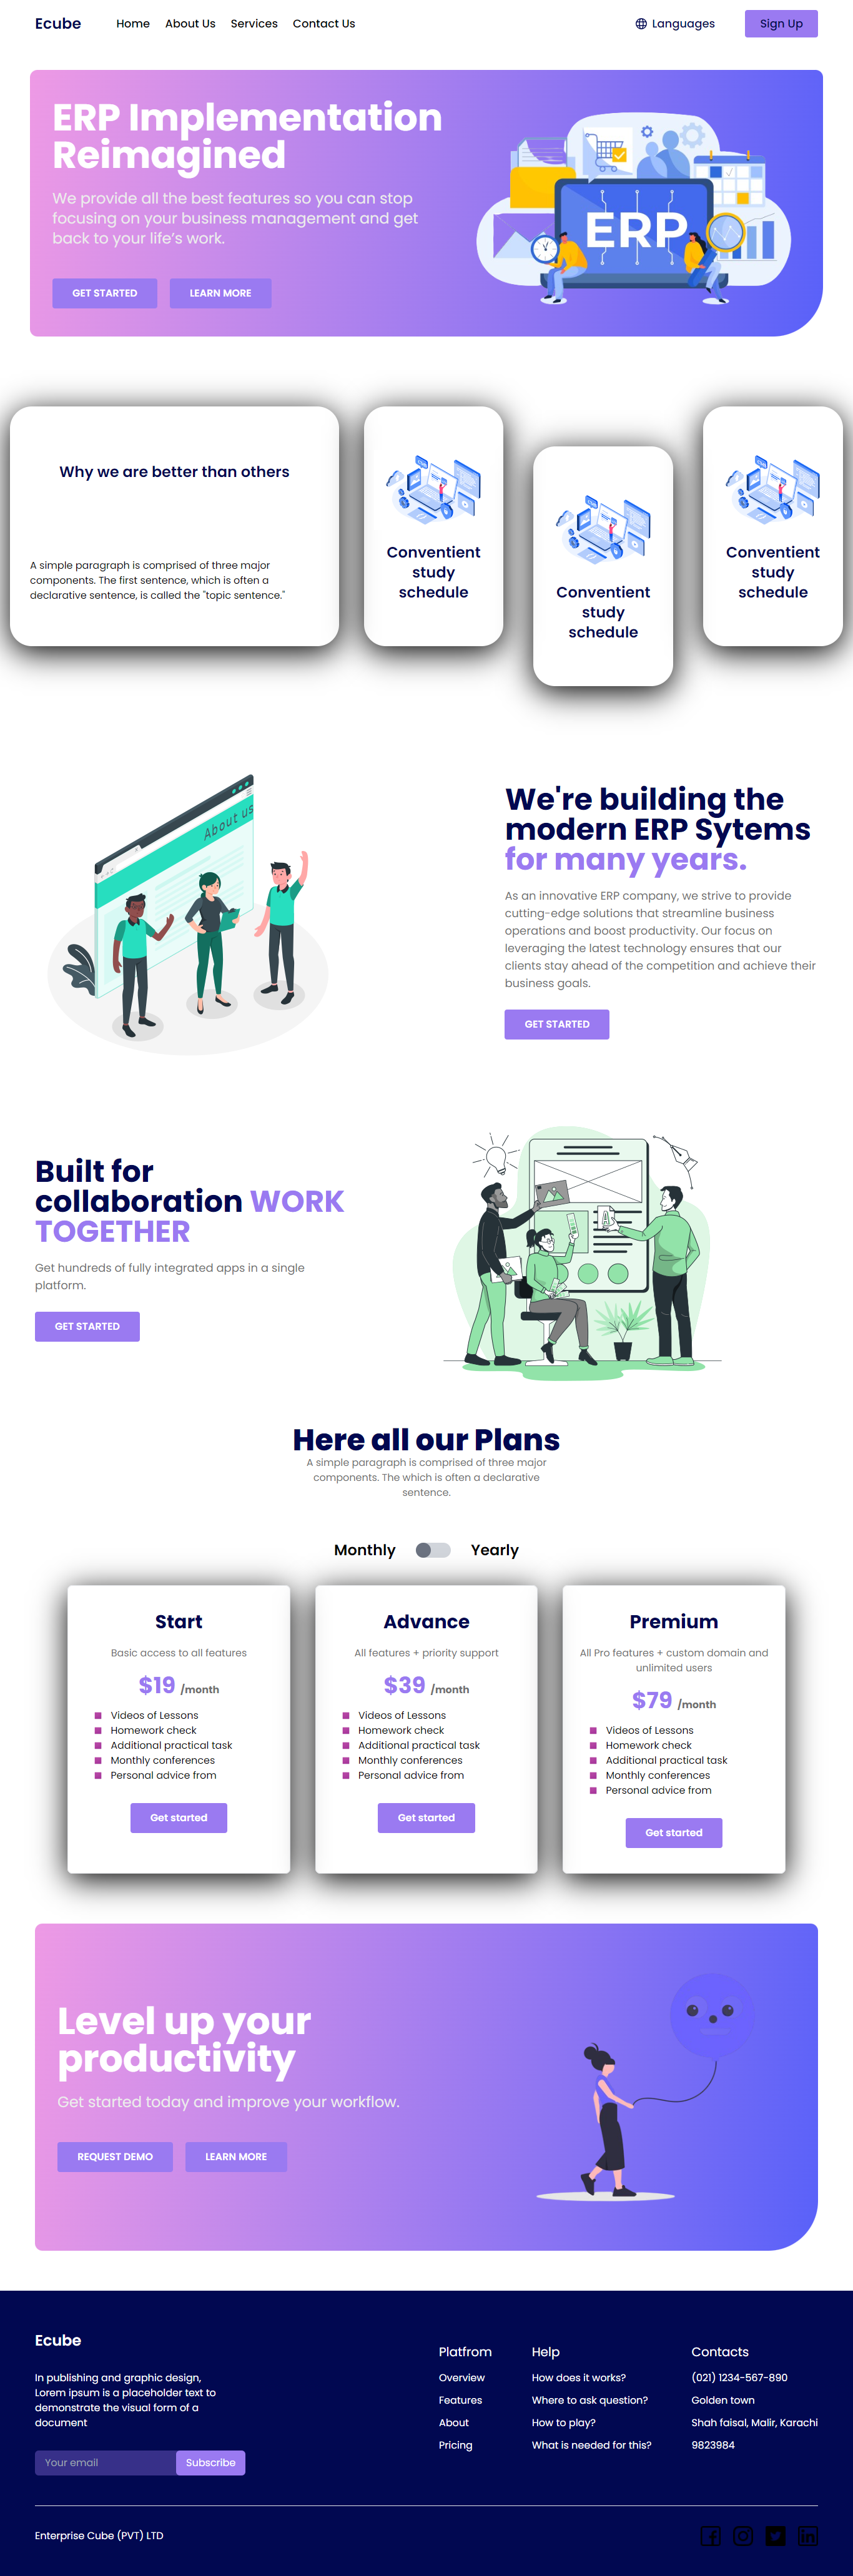 Ecube
Home
About Us
Services
Contact Us
Languages
Sign Up
ERP Implementation
Reimagined
We provide all the best features so you can stop
focusing on your business management and get
back to your life’s work.
GET STARTED
LEARN MORE
ERP
Why we are better than others
A simple paragraph is comprised of three major
components. The first sentence, which is often a
declarative sentence, is called the "topic sentence."
Conventient
study
schedule
Conventient
study
schedule
Conventient
study
schedule
About us
We're building the
modern ERP Sytems
for many years.
As an innovative ERP company, we strive to provide
cutting-edge solutions that streamline business
operations and boost productivity. Our focus on
leveraging the latest technology ensures that our
clients stay ahead of the competition and achieve their
business goals.
GET STARTED
Built for
collaboration WORK
TOGETHER
Get hundreds of fully integrated apps in a single
platform.
GET STARTED
A
Here all our Plans
A simple paragraph is comprised of three major
components. The which is often a declarative
sentence.
Monthly
Yearly
Start
Basic access to all features
$19 /month
Videos of Lessons
Homework check
Additional practical task
Monthly conferences
Personal advice from
Get started
Advance
All features + priority support
$39 /month
Videos of Lessons
Homework check
Additional practical task
Monthly conferences
Personal advice from
Get started
Premium
All Pro features + custom domain and
unlimited users
$79 /month
Videos of Lessons
Homework check
Additional practical task
Monthly conferences
Personal advice from
Get started
Level up your
productivity
Get started today and improve your workflow.
REQUEST DEMO
LEARN MORE
Ecube
In publishing and graphic design,
Lorem ipsum is a placeholder text to
demonstrate the visual form of a
document
Your email
Subscribe
Platfrom
Overview
Features
About
Pricing
Help
How does it works?
Where to ask question?
How to play?
What is needed for this?
Contacts
(021) 1234-567-890
Golden town
Shah faisal, Malir, Karachi
9823984
Enterprise Cube (PVT) LTD